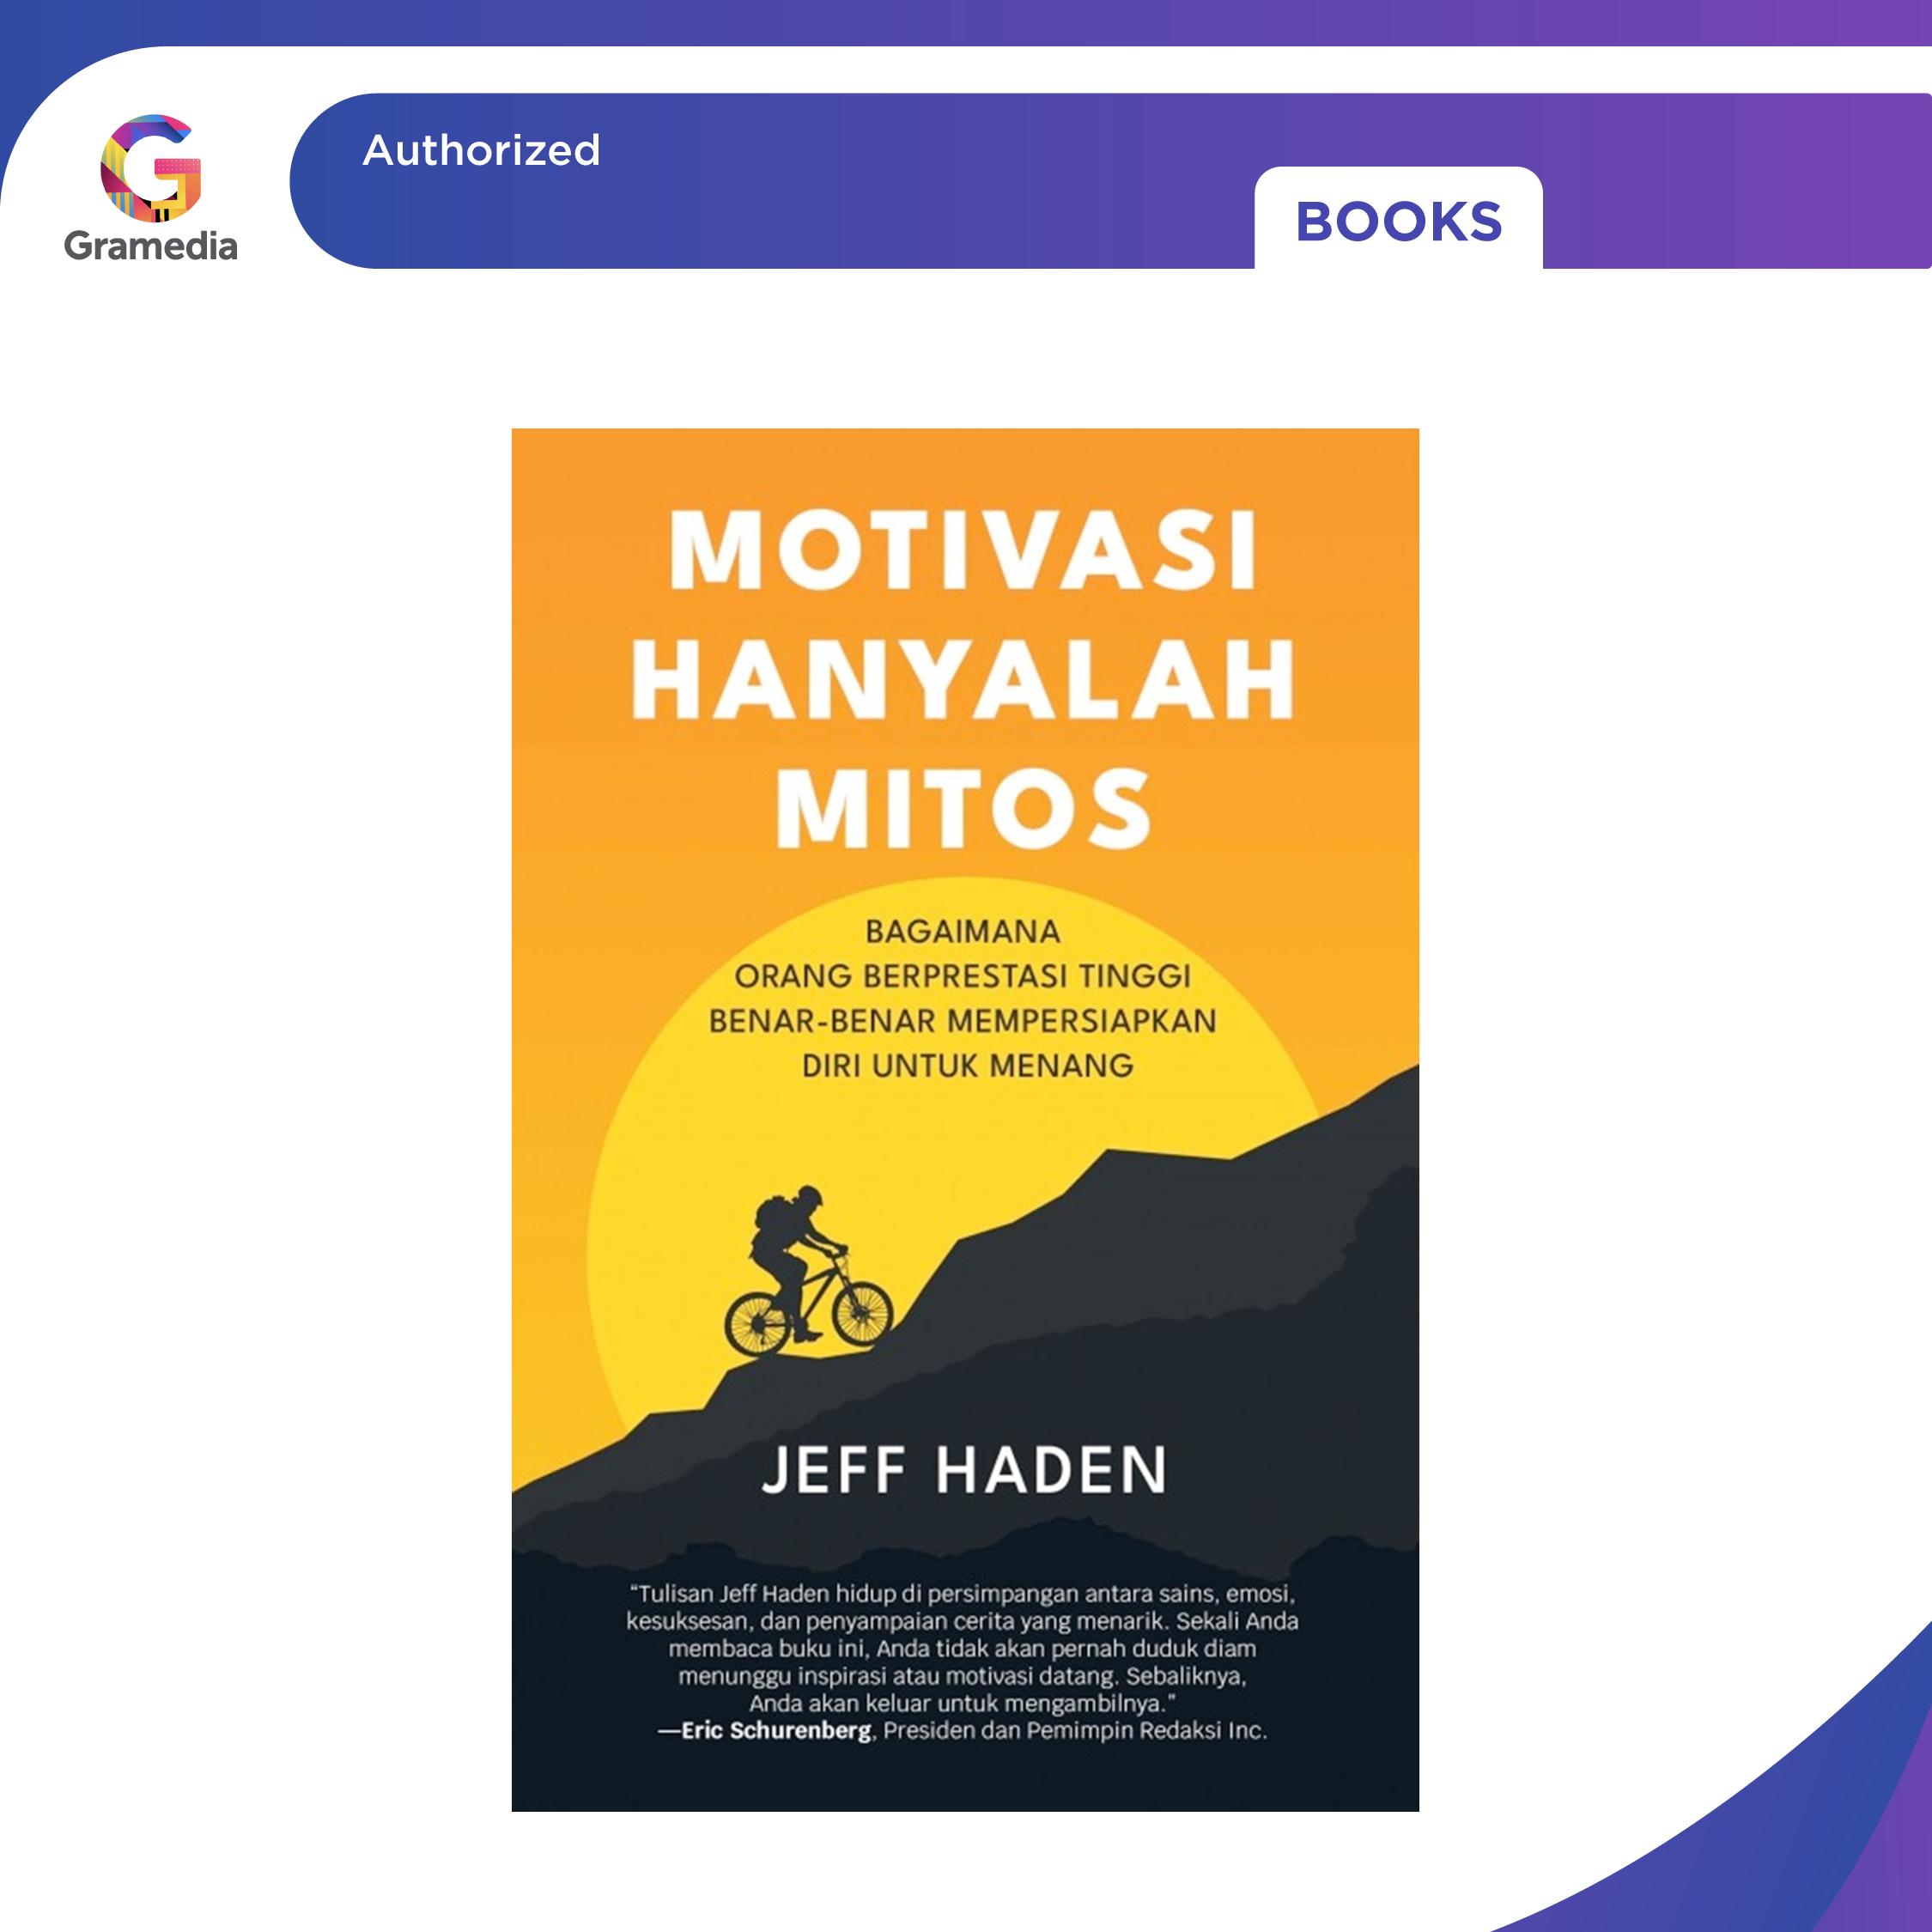 Gramedia
Authorized
BOOKS
MOTIVASI
HANYALAH
MITOS
BAGAIMANA
ORANG BERPRESTASI TINGGI
BENAR-BENAR MEMPERSIAPKAN
DIRI UNTUK MENANG
JEFF HADEN
“Tulisan Jeff Haden hidup di persimpangan antara sains, emosi,
kesuksesan, dan penyampaian cerita yang menarik. Sekali Anda
membaca buku ini, Anda tidak akan pernah duduk diam
menunggu inspirasi atau motivasi datang. Sebaliknya,
Anda akan keluar untuk mengambilnya.”
—Eric Schurenberg, Presiden dan Pemimpin Redaksi Inc.